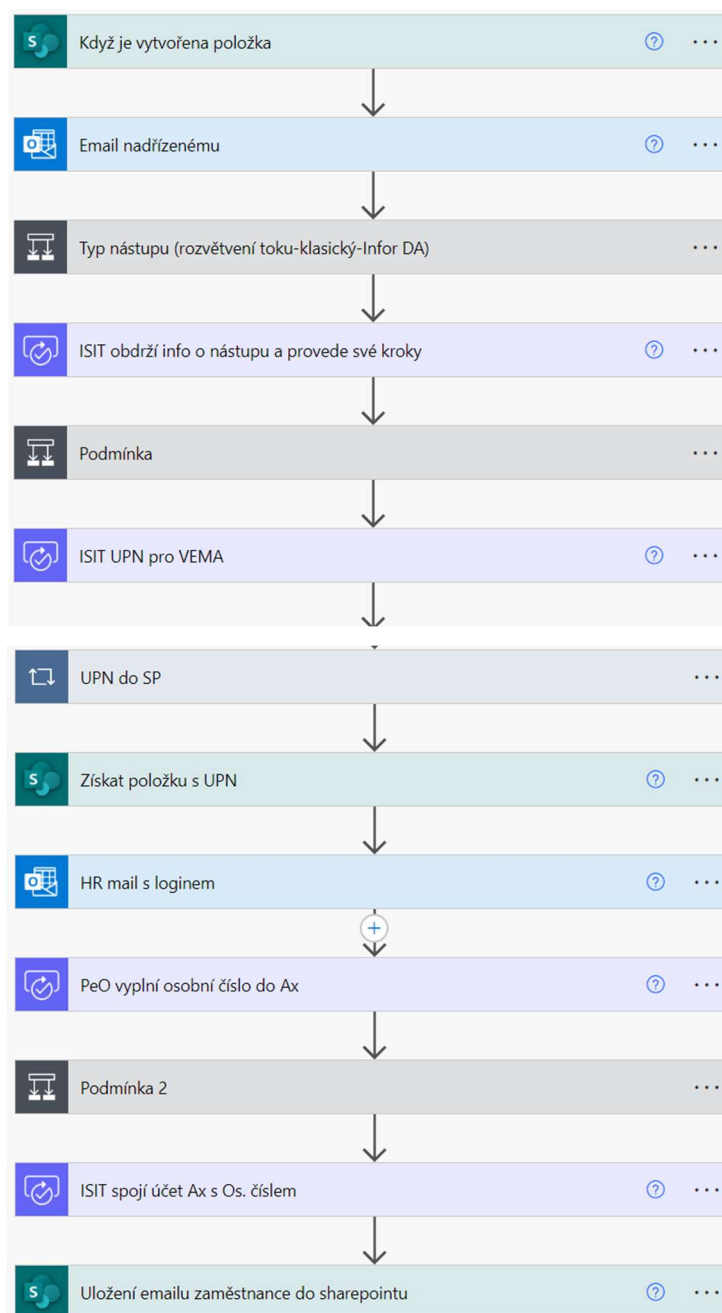 Když je vytvořena položka
Email nadřízenému
Typ nástupu (rozvětvení toku-klasický-Infor DA)
ISIT obdrží info o nástupu a provede své kroky
Podmínka
ISIT UPN pro VEMA
UPN do SP
Získat položku s UPN
HR mail s loginem
PeO vyplní osobní číslo do Ax
Podmínka 2
ISIT spojí účet Ax s Os. číslem
Uložení emailu zaměstnance do sharepointu